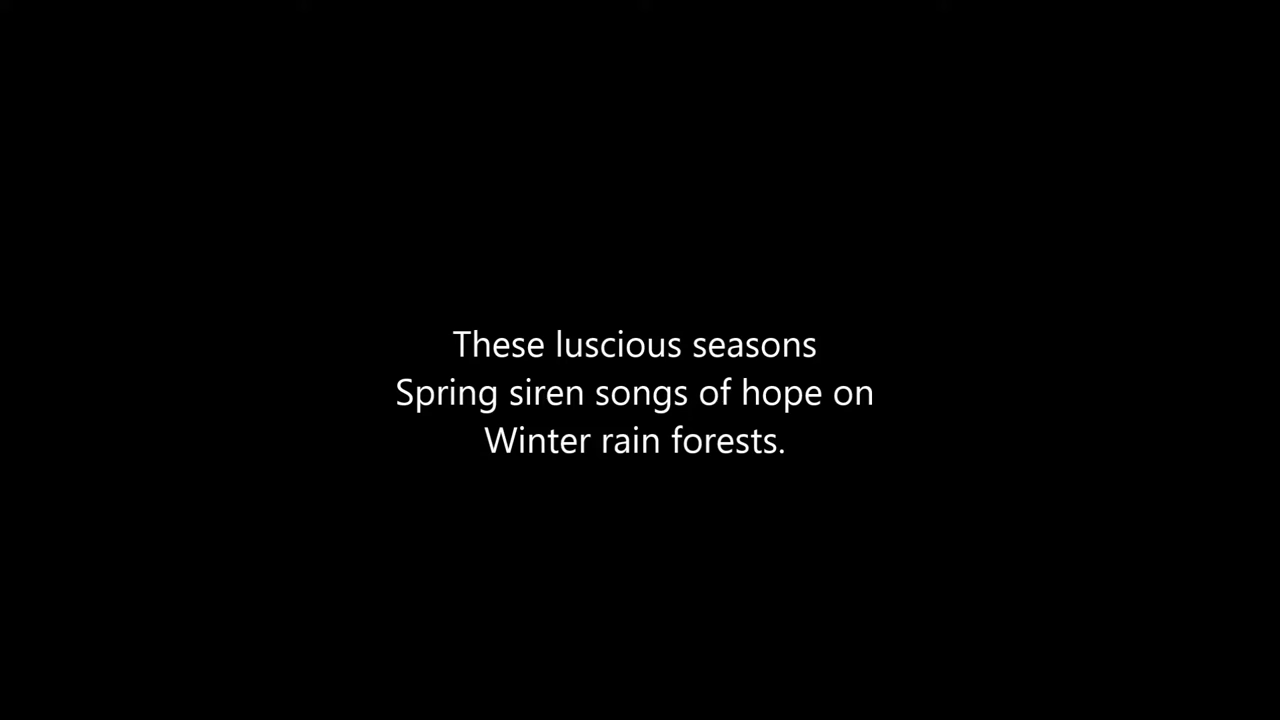 These luscious seasons
Spring siren songs of hope on
Winter rain forests.